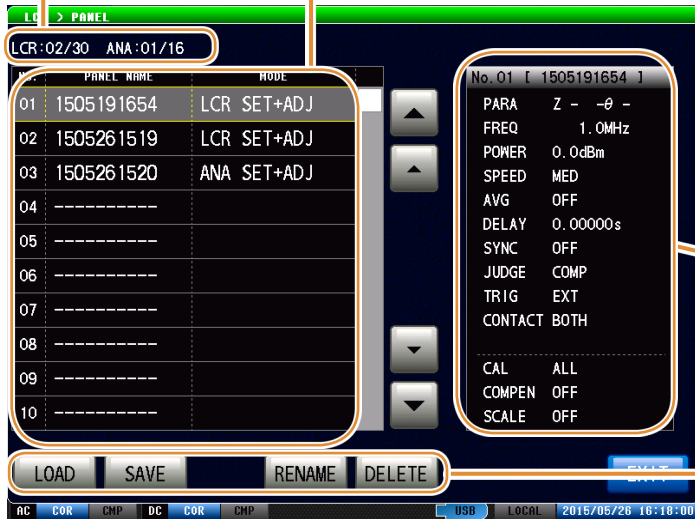 LC > PANEL
LCR:02/30 ANA:01/16
No. PANEL NAME MODE
01 1505191654 LCR SET+ADJ
02 1505261519 LCR SET+ADJ
03 1505261520 ANA SET+ADJ
04 ----------
05 ----------
06 ----------
07 ----------
08 ----------
09 ----------
10 ----------
No.01 [ 1505191654 ]
PARA Z - -θ -
FREQ 1.0MHz
POWER 0.0dBm
SPEED MED
AVG OFF
DELAY 0.00000s
SYNC OFF
JUDGE COMP
TRIG EXT
CONTACT BOTH
CAL ALL
COMPEN OFF
SCALE OFF
LOAD SAVE RENAME DELETE EXIT
AC COR CMP DC COR CMP USB LOCAL 2015/05/26 16:18:00